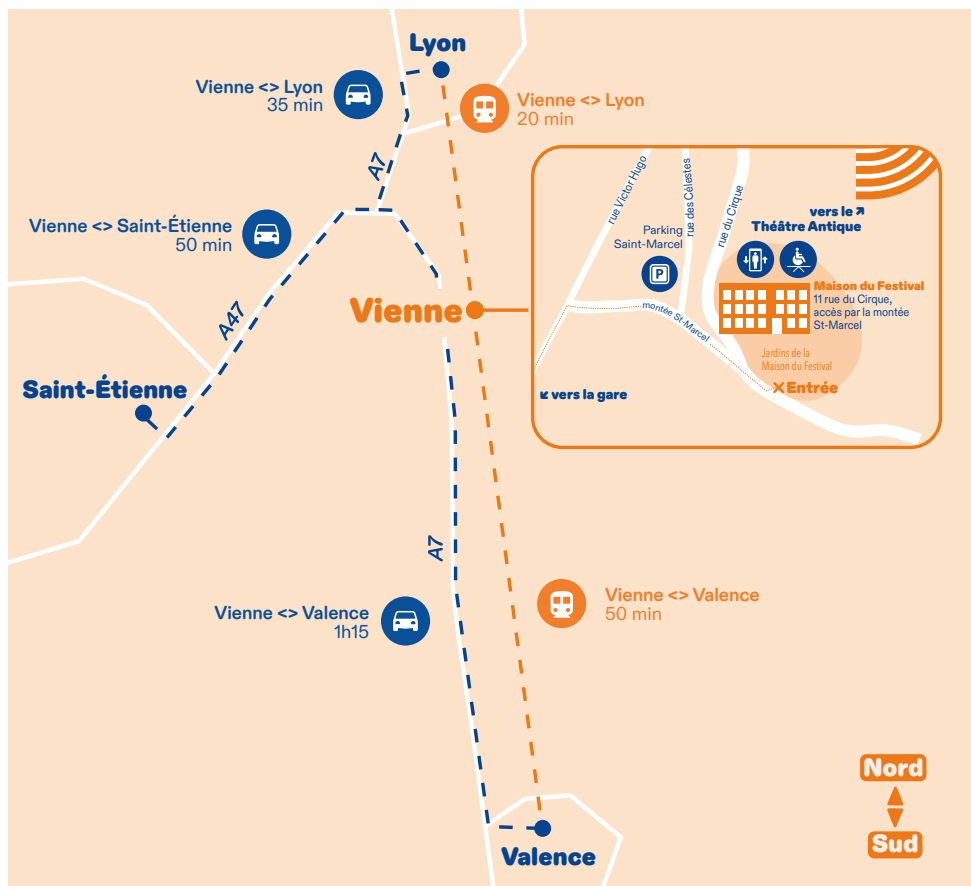 Lyon
Vienne <> Lyon
35 min
Vienne <> Lyon
20 min
A7
Vienne <> Saint-Étienne
50 min
A47
Saint-Étienne
Vienne
rue Victor Hugo
rue des Célestes
rue du Cirque
vers le
Théâtre Antique
Parking
Saint-Marcel
P
montée St-Marcel
Maison du Festival
11 rue du Cirque,
accès par la montée
St-Marcel
Jardins de la
Maison du Festival
Entrée
vers la gare
A7
Vienne <> Valence
1h15
Vienne <> Valence
50 min
Valence
Nord
Sud